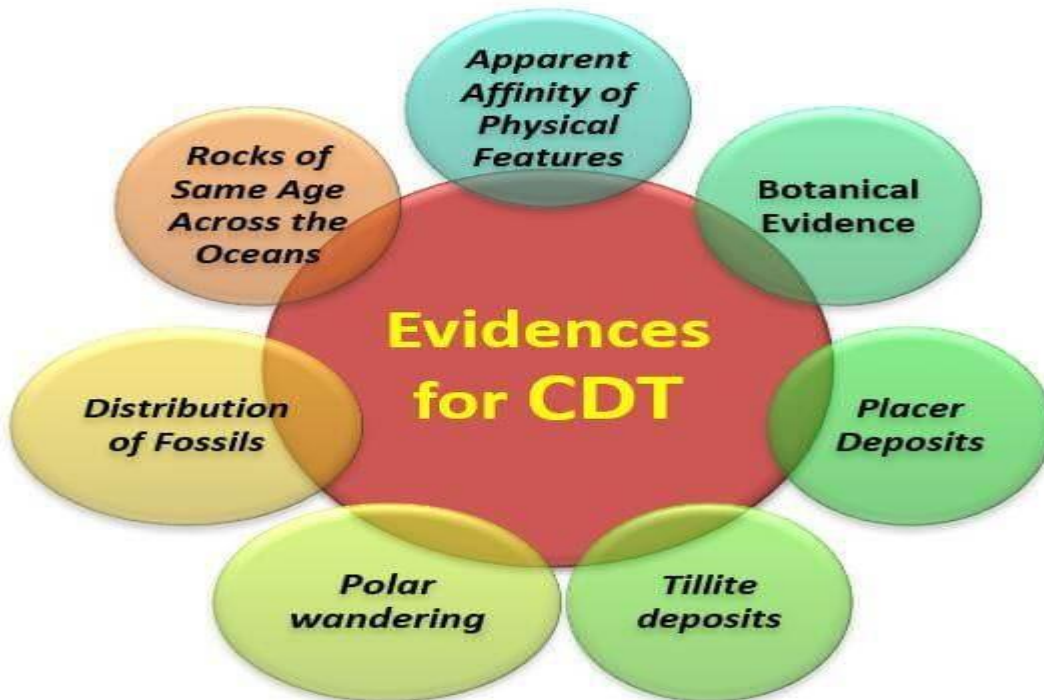 Apparent
Affinity of
Physical
Features
Botanical
Evidence
Placer
Deposits
Tillite
deposits
Polar
wandering
Distribution
of Fossils
Rocks of
Same Age
Across the
Oceans
Evidences
for CDT